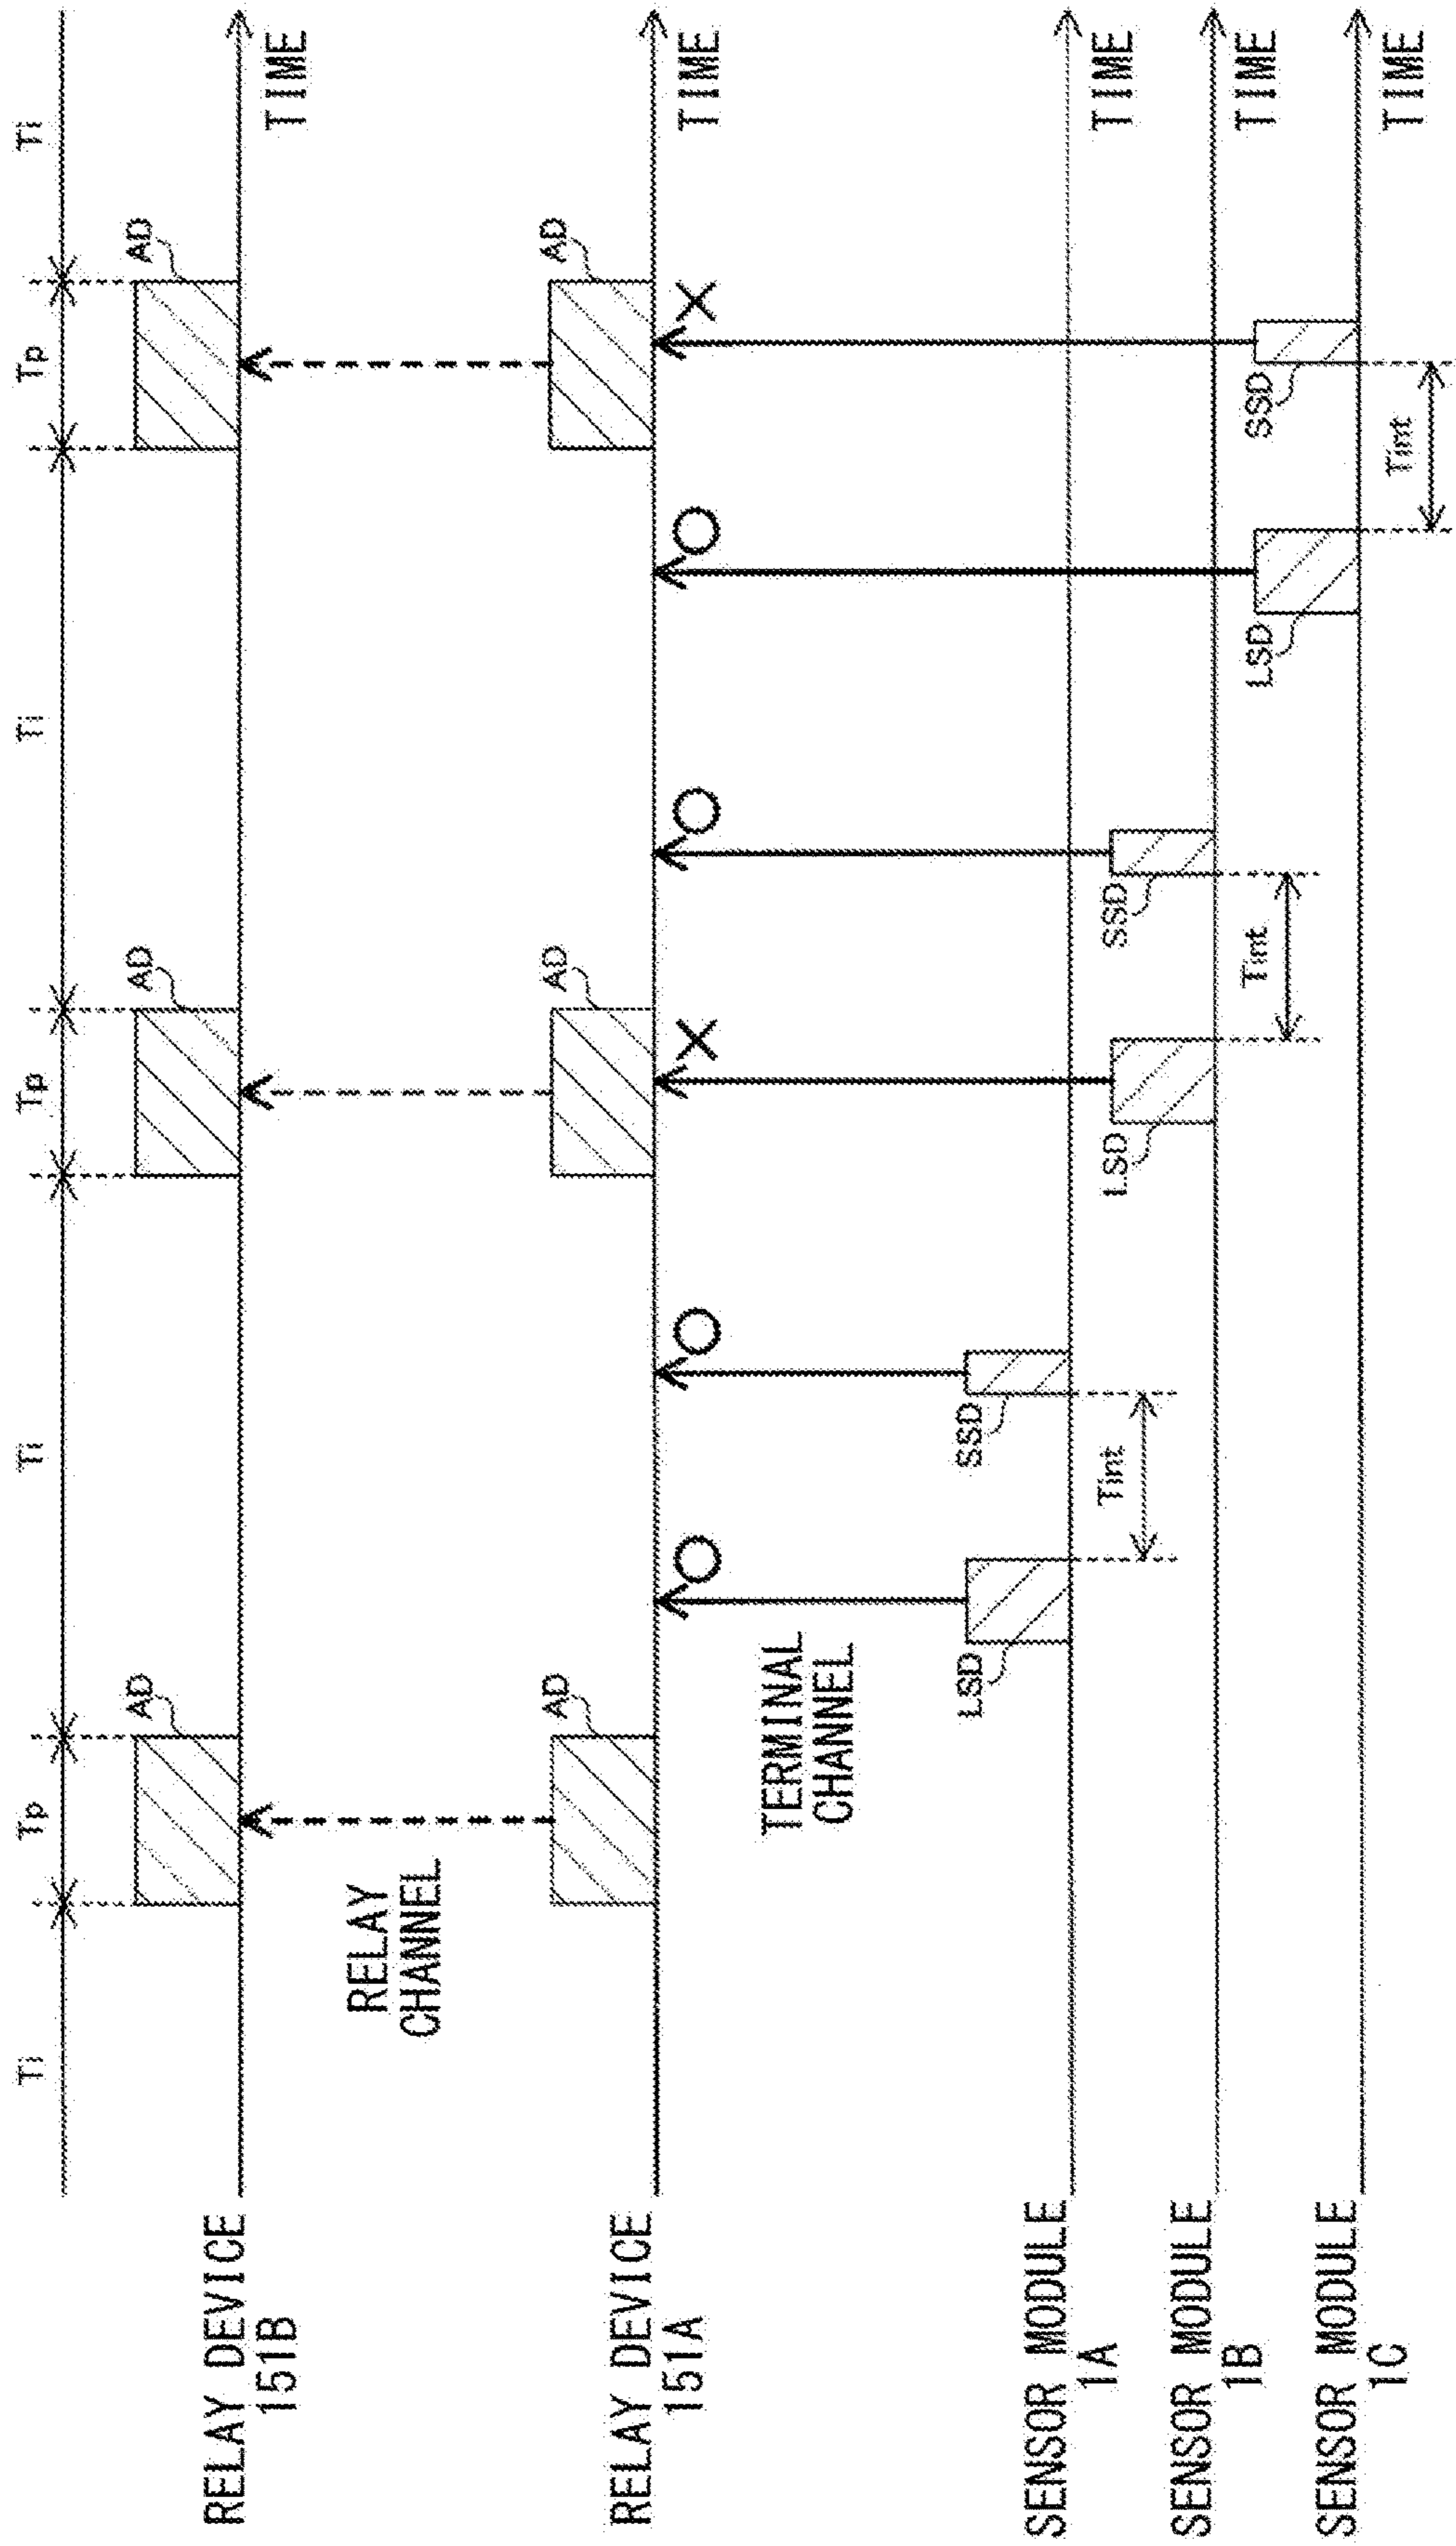 Ti
Tp
Ti
Tp
Ti
Tp
Ti
RELAY DEVICE
151B
AD
AD
AD
TIME
RELAY
CHANNEL
RELAY DEVICE
151A
AD
AD
AD
TIME
TERMINAL
CHANNEL
SENSOR MODULE
1A
LSD
SSD
TIME
Tint
SENSOR MODULE
1B
LSD
SSD
TIME
Tint
SENSOR MODULE
1C
LSD
SSD
TIME
Tint